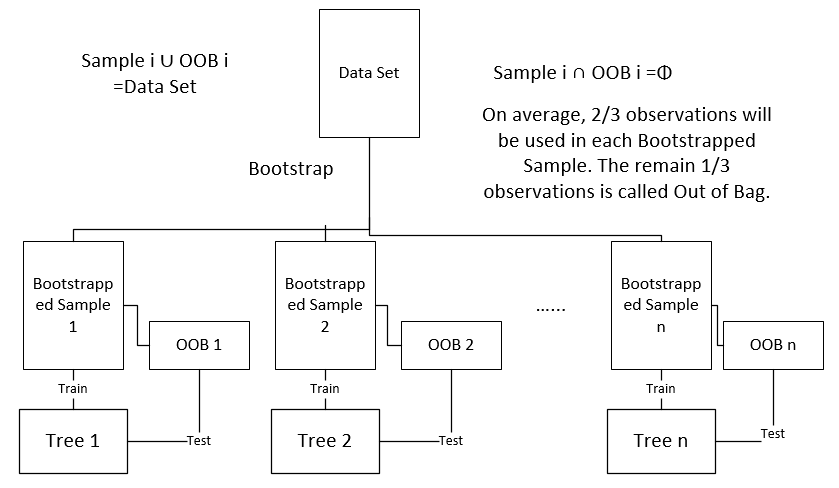 Sample i ∪ OOB i
=Data Set
Data Set
Sample i ∩ OOB i =Φ
On average, 2/3 observations will
be used in each Bootstrapped
Sample. The remain 1/3
observations is called Out of Bag.
Bootstrap
Bootstrapp
ed Sample
1
OOB 1
Train
Tree 1
Test
Bootstrapp
ed Sample
2
OOB 2
Train
Tree 2
Test
......
Bootstrapp
ed Sample
n
OOB n
Train
Tree n
Test